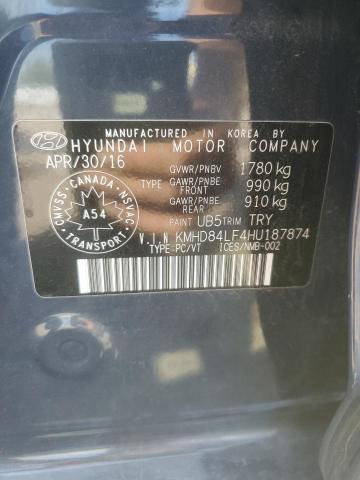 MANUFACTURED IN KOREA BY
HYUNDAI MOTOR COMPANY
APR/30/16
GVWR/PNBV 1780 kg
TYPE GAWR/PNBE FRONT 990 kg
GAWR/PNBE REAR 910 kg
PAINT UB5 TRIM TRY
V.I.N KMHD84LF4HU187874
TYPE-PC/VT ICES/NMB-002
CMVSS - CANADA - NSVAC
A54
TRANSPORT